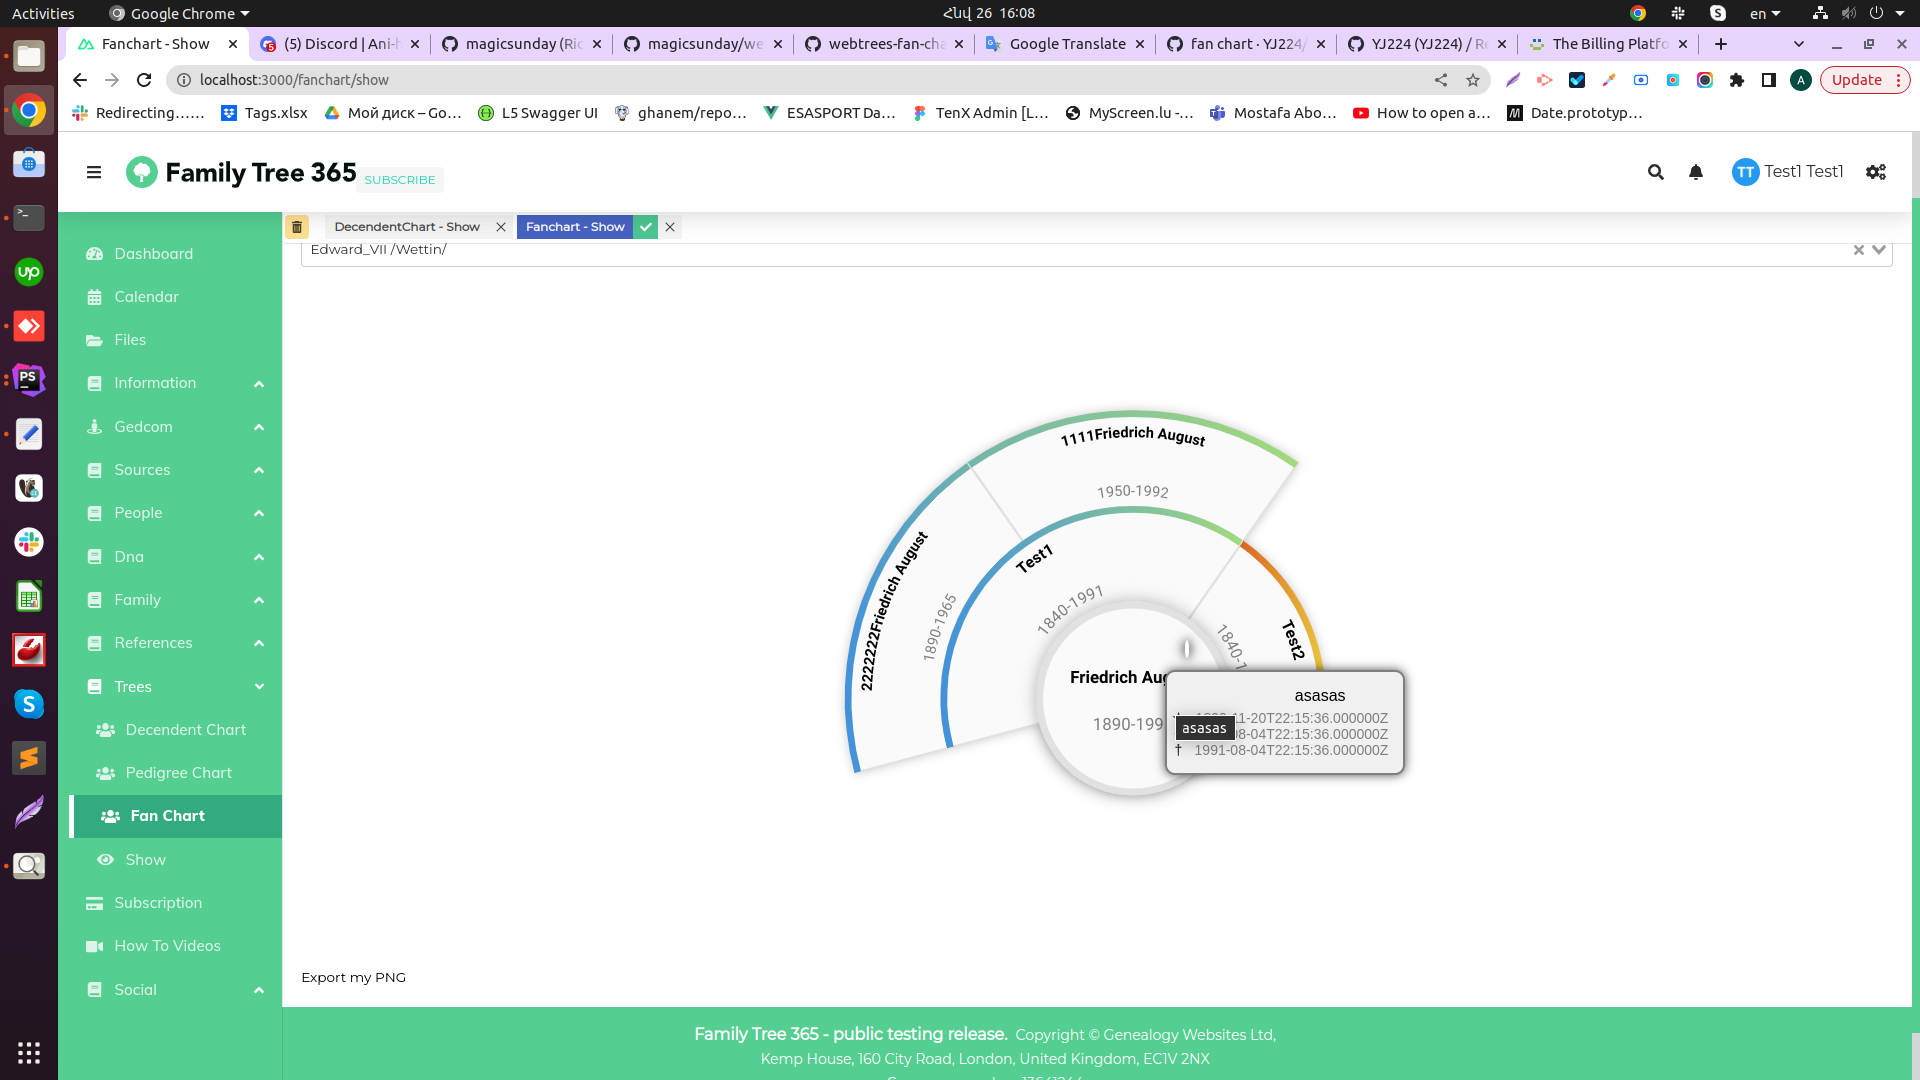 Activities
Google Chrome
Հնվ 26 16:08
en
Fanchart - Show
(5) Discord | Ani-h
magicsunday (Ric
magicsunday/we
webtrees-fan-cha
Google Translate
fan chart · YJ224/
YJ224 (YJ224) / Re
The Billing Platfo
localhost:3000/fanchart/show
A
Update
Redirecting……
Tags.xlsx
Мой диск – Go…
L5 Swagger UI
ghanem/repo…
ESASPORT Da…
TenX Admin [L…
MyScreen.lu -…
Mostafa Abo…
How to open a…
Date.prototyp…
Family Tree 365
SUBSCRIBE
TT
Test1 Test1
DecendentChart - Show
Fanchart - Show
Edward_VII /Wettin/
Dashboard
Calendar
Files
Information
Gedcom
Sources
People
Dna
Family
References
Trees
Decendent Chart
Pedigree Chart
Fan Chart
Show
Subscription
How To Videos
Social
1111Friedrich August
1950-1992
2222222Friedrich August
1890-1965
Test1
1840-1991
Test2
1840-1
Friedrich Aug
1890-199
asasas
11-20T22:15:36.000000Z
asasas
08-04T22:15:36.000000Z
† 1991-08-04T22:15:36.000000Z
Export my PNG
Family Tree 365 - public testing release. Copyright © Genealogy Websites Ltd,
Kemp House, 160 City Road, London, United Kingdom, EC1V 2NX